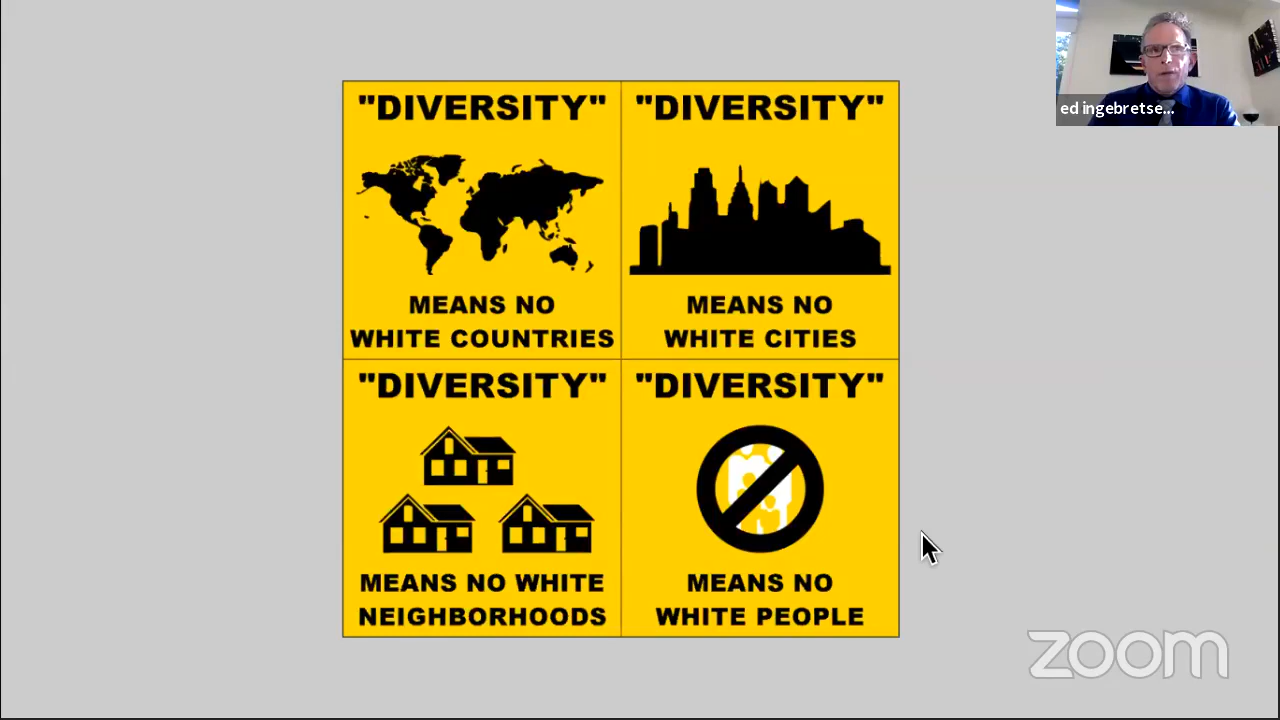 "DIVERSITY"
MEANS NO
WHITE COUNTRIES
"DIVERSITY"
MEANS NO
WHITE CITIES
"DIVERSITY"
MEANS NO WHITE
NEIGHBORHOODS
"DIVERSITY"
MEANS NO
WHITE PEOPLE
ed ingebretse...
zoom